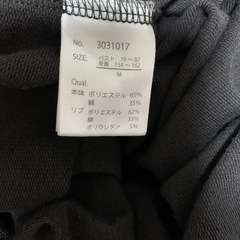 No. 3031017
SIZE. バスト 79～87
身長 154～162
M
Qual.
本体 ポリエステル 65%
綿 35%
リブ ポリエステル 62%
綿 33%
ポリウレタン 5%